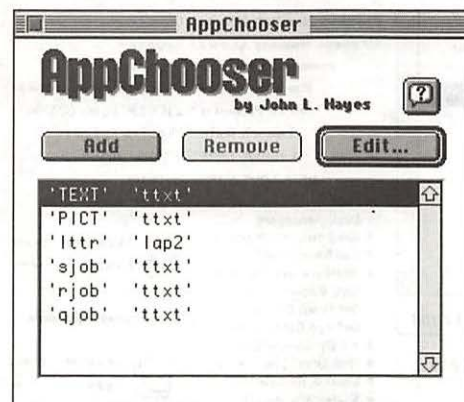 AppChooser
AppChooser
by John L. Hayes
?
Add Remove Edit...
'TEXT' 'ttxt'
'PICT' 'ttxt'
'lttr' 'lap2'
'sjob' 'ttxt'
'rjob' 'ttxt'
'qjob' 'ttxt'